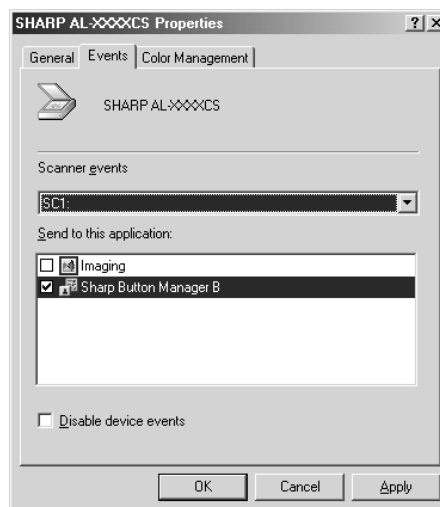 SHARP AL-XXXXCS Properties
General Events Color Management
SHARP AL-XXXXCS
Scanner events
SC1:
Send to this application:
Imaging
Sharp Button Manager B
Disable device events
OK Cancel Apply